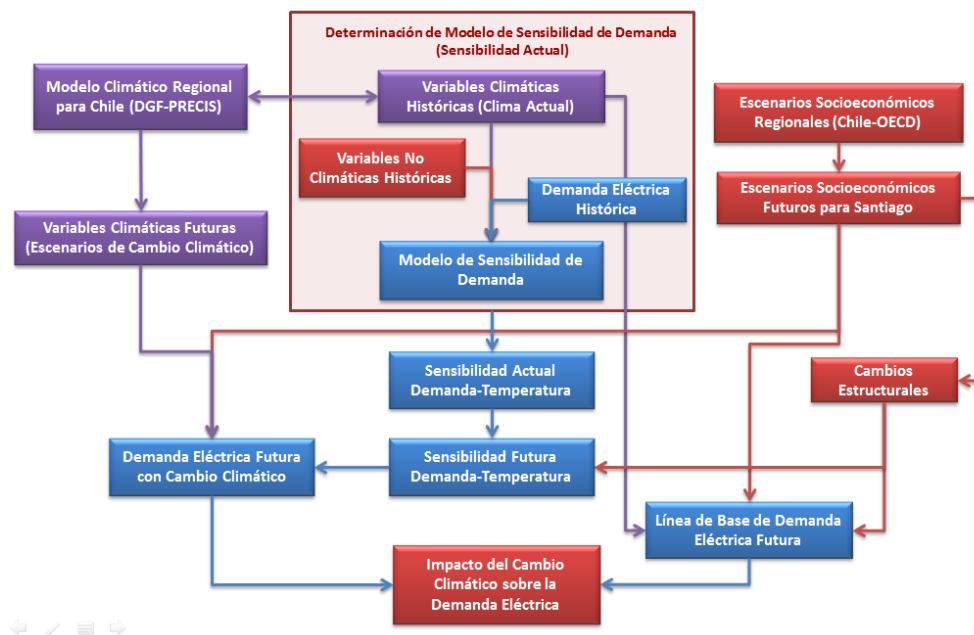 Determinación de Modelo de Sensibilidad de Demanda
(Sensibilidad Actual)
Modelo Climático Regional
para Chile (DGF-PRECIS)
Variables Climáticas
Históricas (Clima Actual)
Escenarios Socioeconómicos
Regionales (Chile-OECD)
Variables No
Climáticas Históricas
Demanda Eléctrica
Histórica
Escenarios Socioeconómicos
Futuros para Santiago
Variables Climáticas Futuras
(Escenarios de Cambio Climático)
Modelo de Sensibilidad de
Demanda
Sensibilidad Actual
Demanda-Temperatura
Cambios
Estructurales
Demanda Eléctrica Futura
con Cambio Climático
Sensibilidad Futura
Demanda-Temperatura
Línea de Base de Demanda
Eléctrica Futura
Impacto del Cambio
Climático sobre la
Demanda Eléctrica